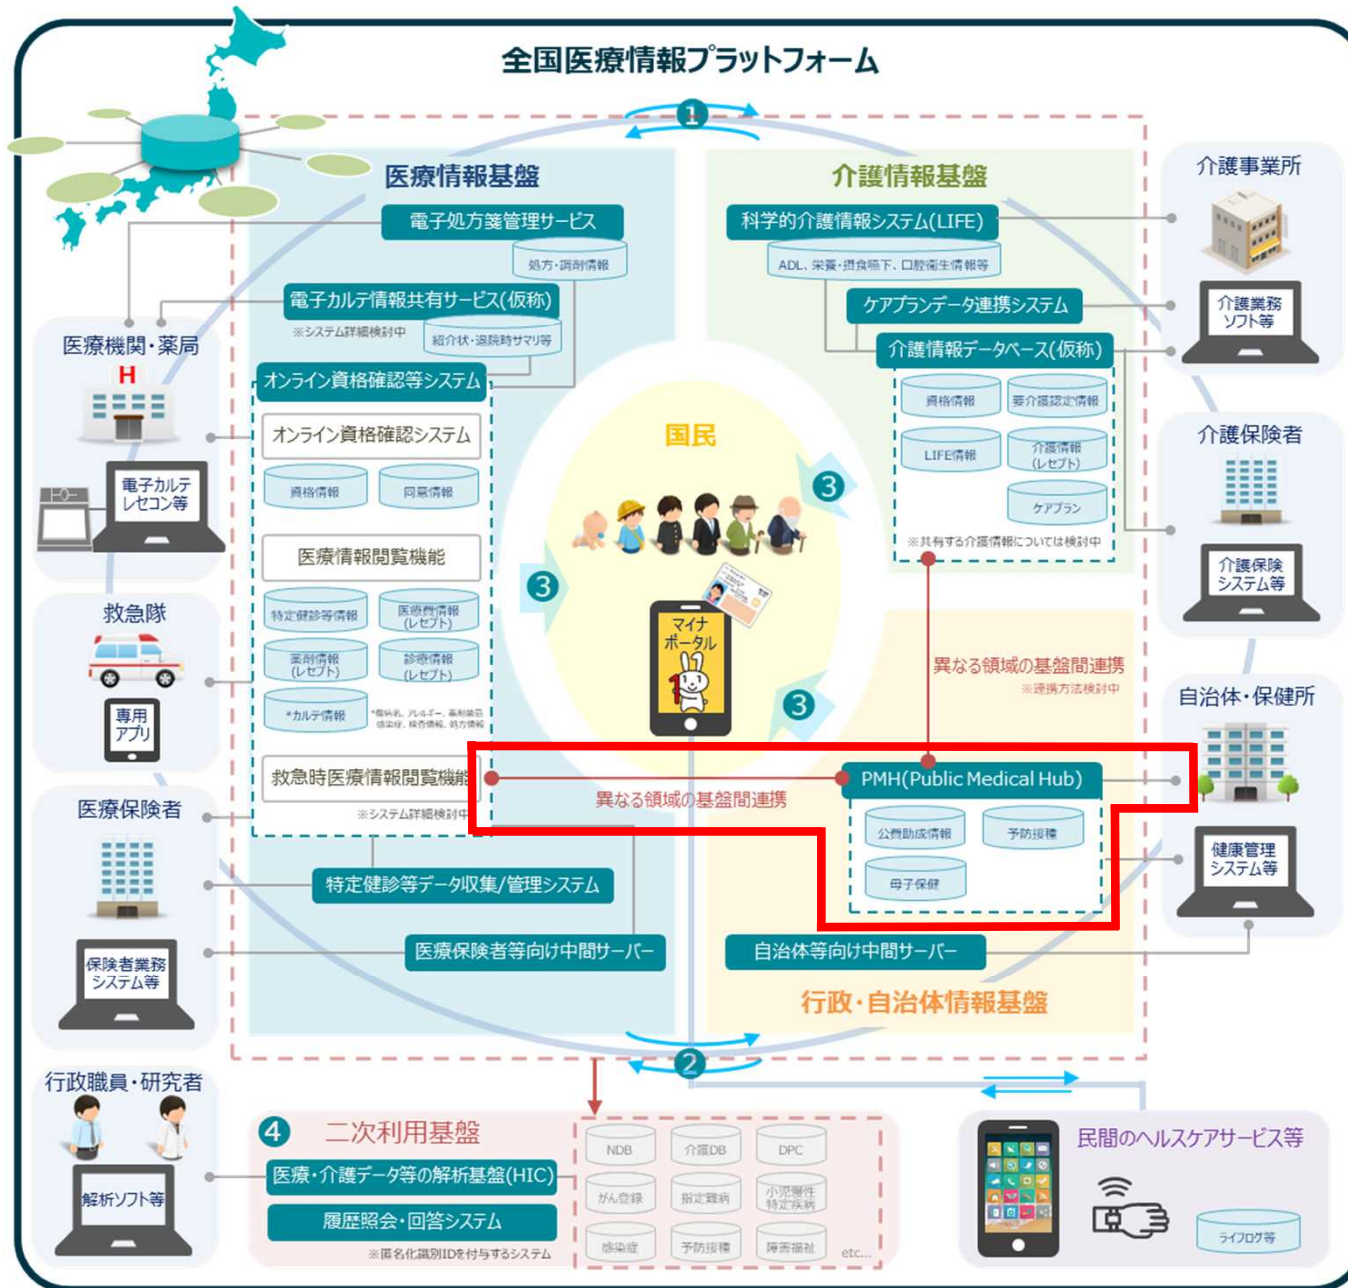 全国医療情報プラットフォーム
❶
医療情報基盤
電子処方箋管理サービス
処方・調剤情報
電子カルテ情報共有サービス(仮称)
※システム詳細検討中
紹介状・退院時サマリ等
オンライン資格確認等システム
オンライン資格確認システム
資格情報
同意情報
医療情報閲覧機能
特定健診等情報
医療費情報
(レセプト)
薬剤情報
(レセプト)
診療情報
(レセプト)
*カルテ情報
*傷病名、アレルギー、薬剤禁忌
感染症、検査情報、処方情報
救急時医療情報閲覧機能
※システム詳細検討中
特定健診等データ収集/管理システム
医療保険者等向け中間サーバー
介護情報基盤
科学的介護情報システム(LIFE)
ADL、栄養・摂食嚥下、口腔衛生情報等
ケアプランデータ連携システム
介護情報データベース(仮称)
資格情報
要介護認定情報
LIFE情報
介護情報
(レセプト)
ケアプラン
※共有する介護情報については検討中
国民
❸
❸
❸
マイナ
ポータル
異なる領域の基盤間連携
※連携方法検討中
異なる領域の基盤間連携
PMH(Public Medical Hub)
公費助成情報
予防接種
母子保健
自治体等向け中間サーバー
行政・自治体情報基盤
❷
医療機関・薬局
H
電子カルテ
レセコン等
救急隊
専用
アプリ
医療保険者
保険者業務
システム等
行政職員・研究者
解析ソフト等
介護事業所
介護業務
ソフト等
介護保険者
介護保険
システム等
自治体・保健所
健康管理
システム等
❹
二次利用基盤
医療・介護データ等の解析基盤(HIC)
履歴照会・回答システム
※匿名化識別IDを付与するシステム
NDB
介護DB
DPC
がん登録
指定難病
小児慢性
特定疾病
感染症
予防接種
障害福祉
etc...
民間のヘルスケアサービス等
ライフログ等